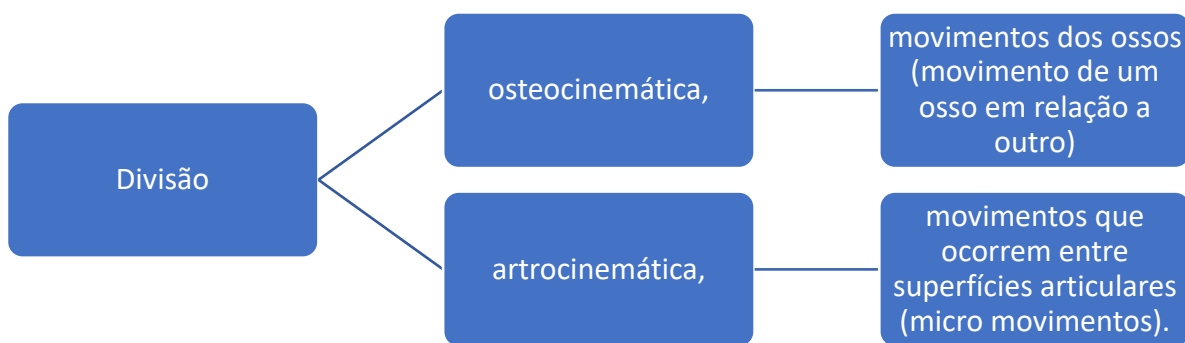 Divisão
osteocinemática,
movimentos dos ossos
(movimento de um
osso em relação a
outro)
artrocinemática,
movimentos que
ocorrem entre
superfícies articulares
(micro movimentos).